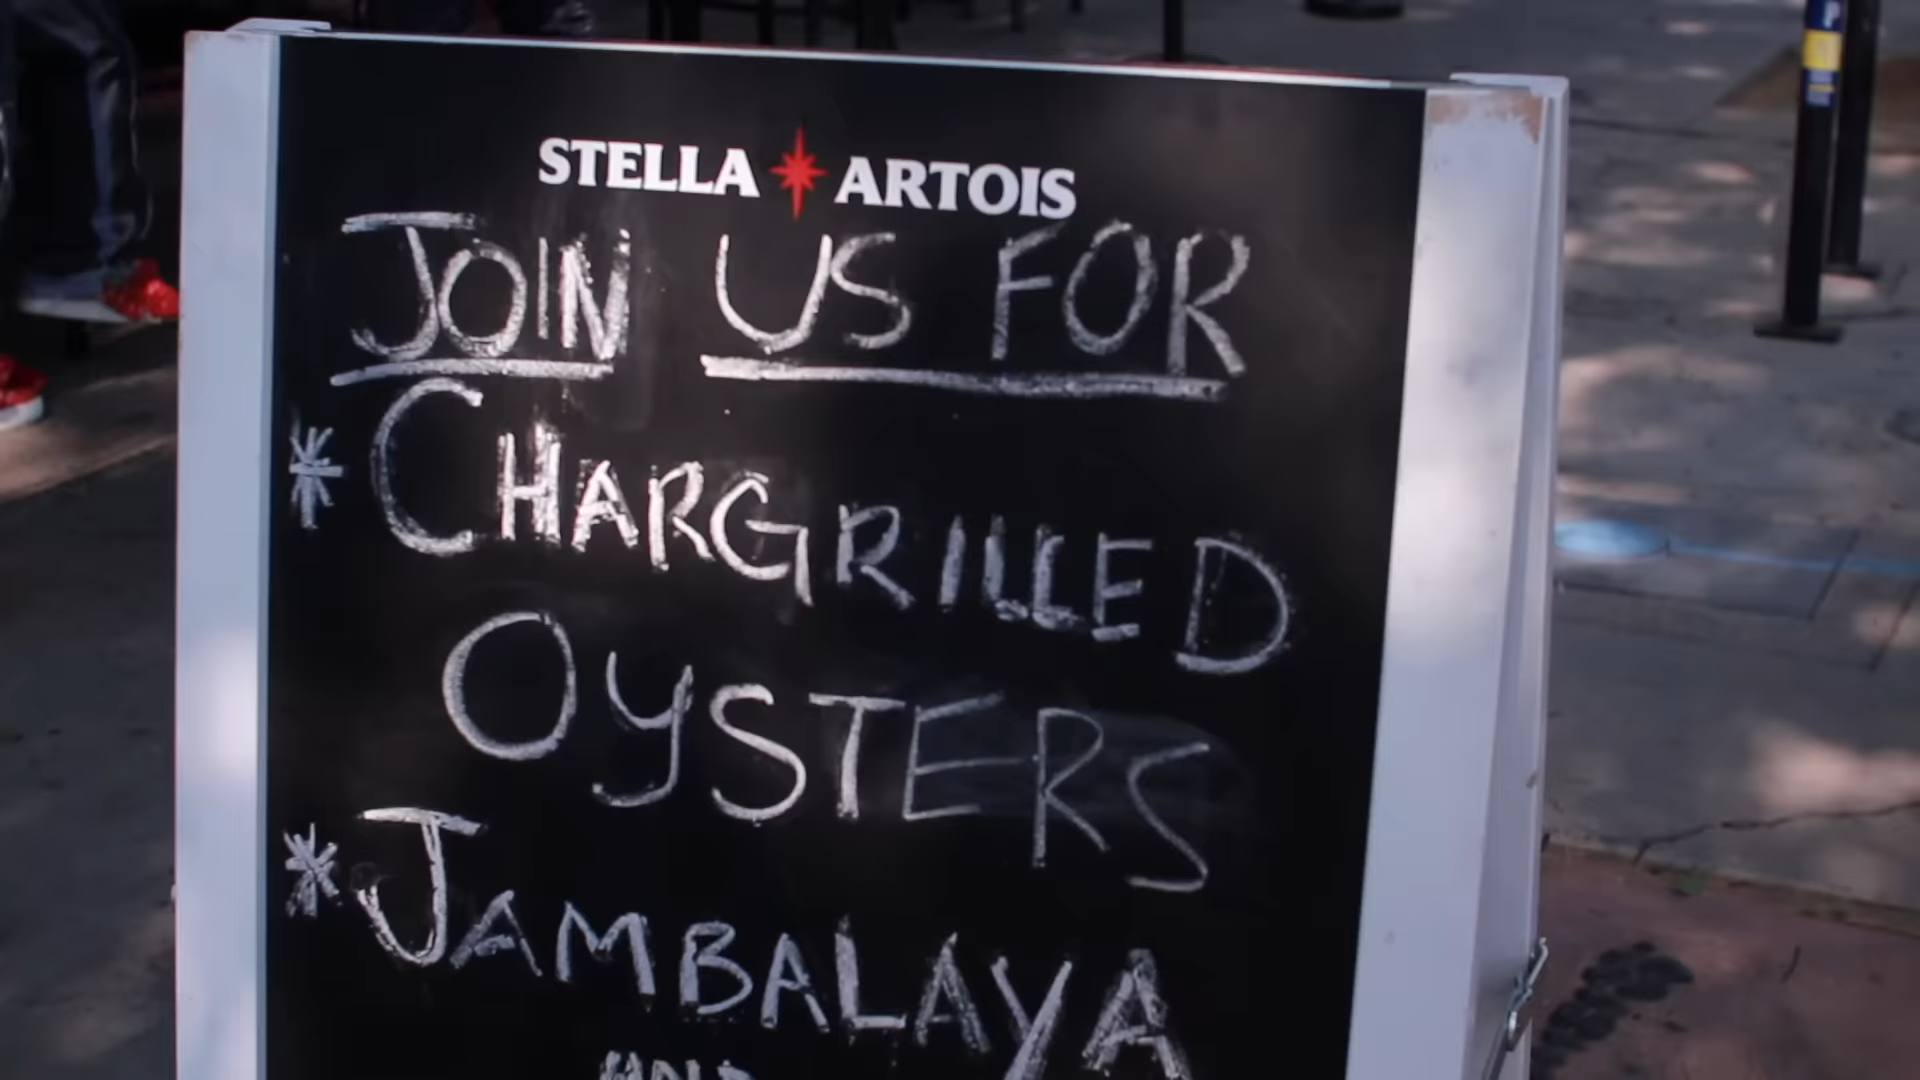 STELLA ARTOIS
JOIN US FOR
* CHARGRILLED
OYSTERS
* JAMBALAYA